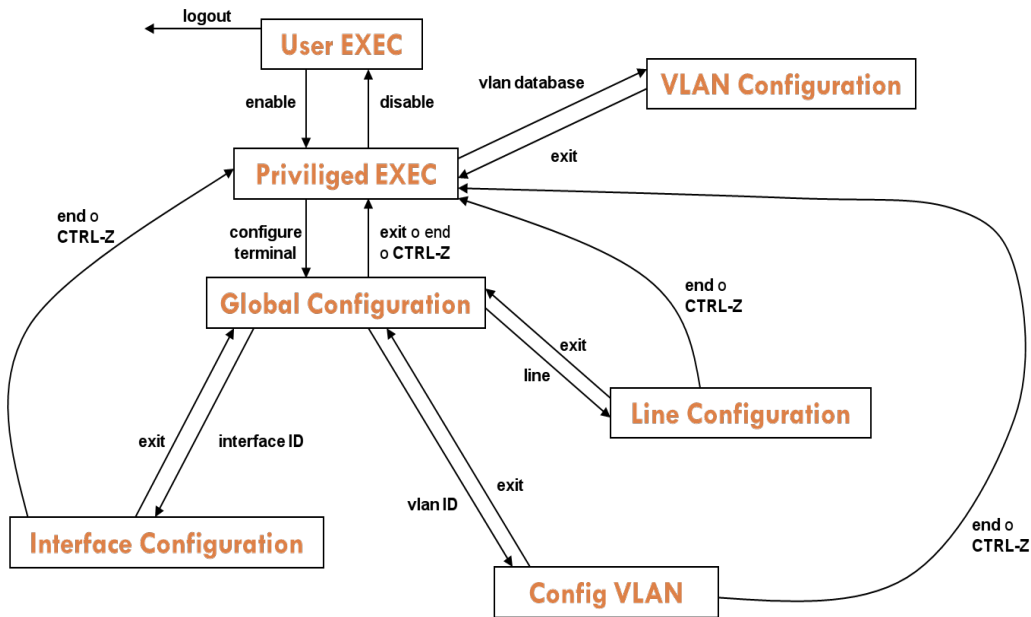 logout
User EXEC
enable
disable
vlan database
VLAN Configuration
exit
Priviliged EXEC
end o
CTRL-Z
configure
terminal
exit o end
o CTRL-Z
Global Configuration
end o
CTRL-Z
exit
line
Line Configuration
exit
interface ID
vlan ID
exit
Interface Configuration
end o
CTRL-Z
Config VLAN